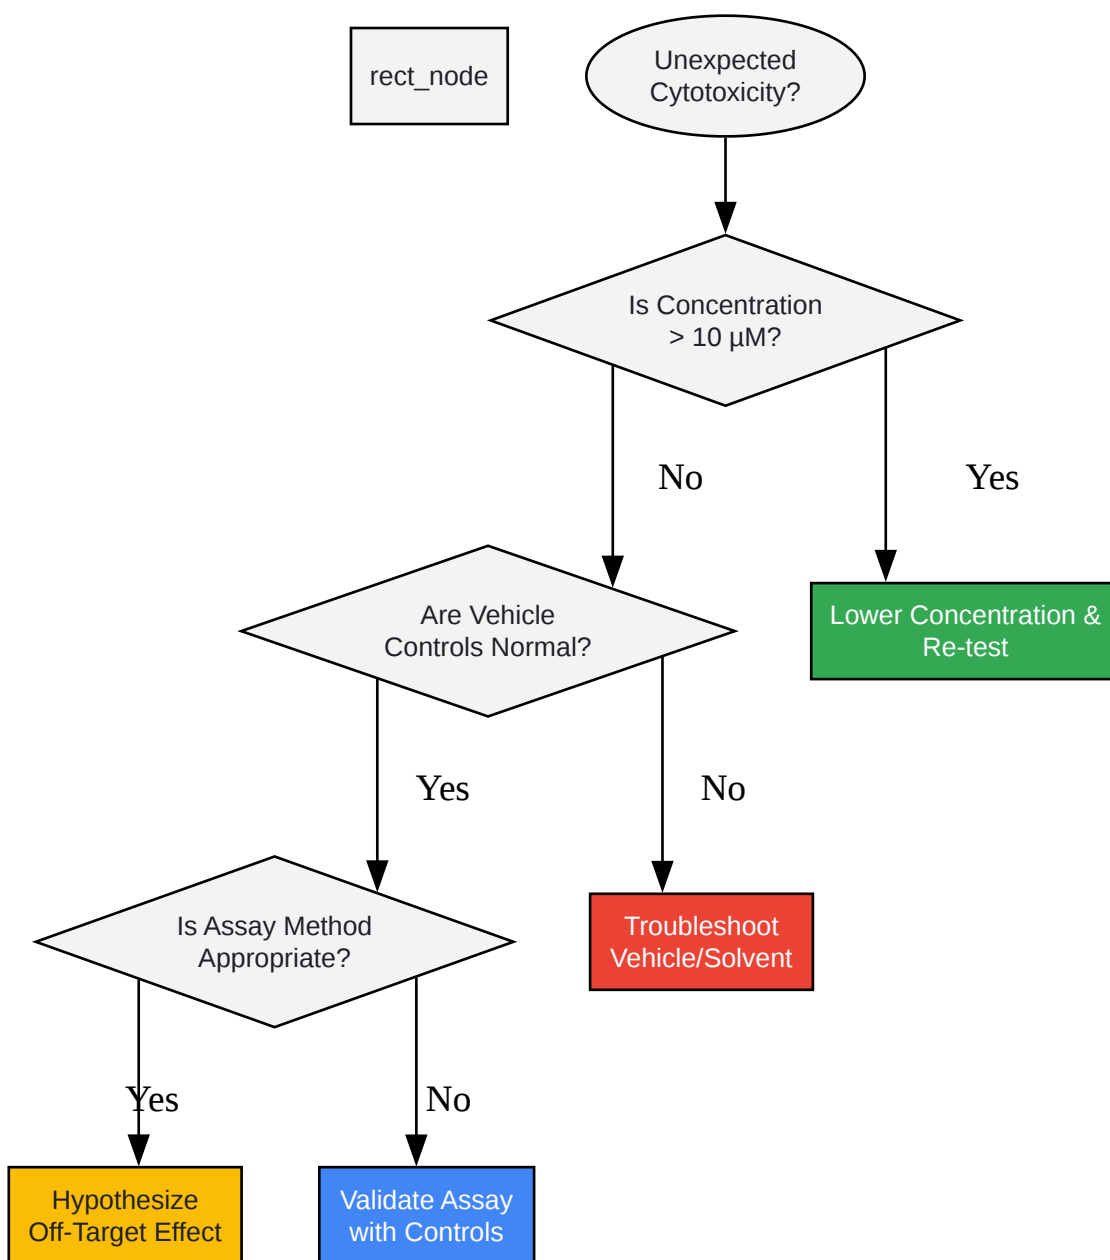 rect_node
Unexpected
Cytotoxicity?
Is Concentration
> 10 µM?
No
Yes
Are Vehicle
Controls Normal?
Lower Concentration &
Re-test
Yes
No
Is Assay Method
Appropriate?
Troubleshoot
Vehicle/Solvent
Yes
No
Hypothesize
Off-Target Effect
Validate Assay
with Controls